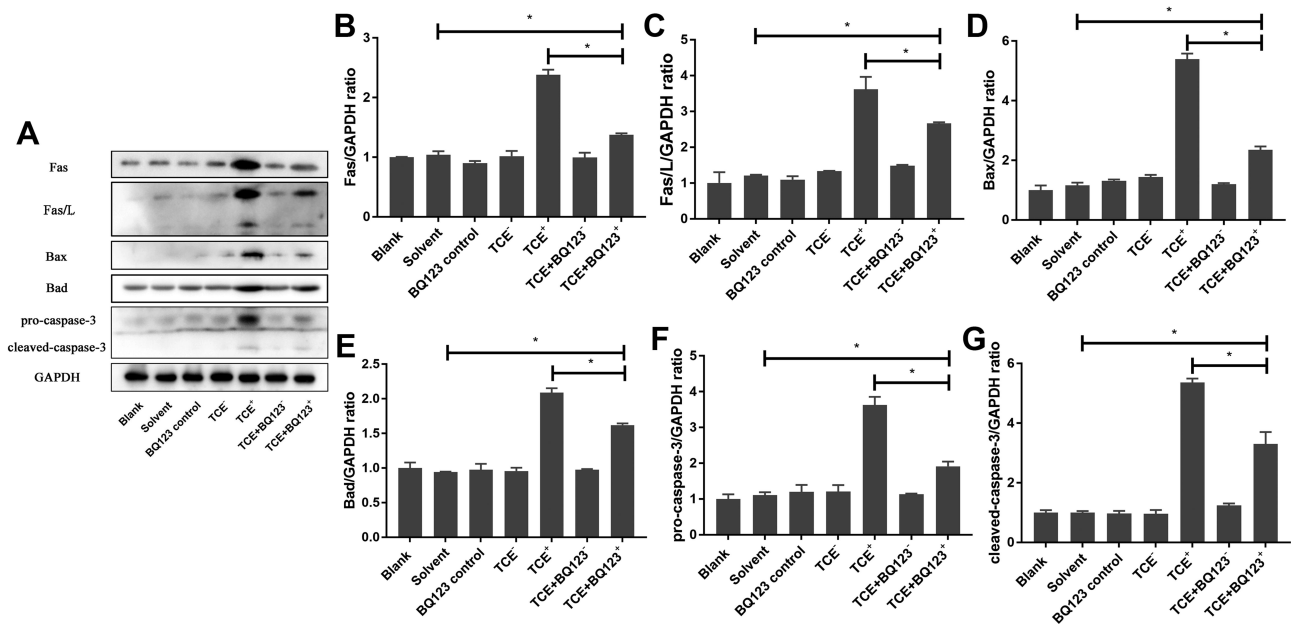 A
Fas
Fas/L
Bax
Bad
pro-caspase-3
cleaved-caspase-3
GAPDH
Blank
Solvent
BQ123 control
TCE⁻
TCE⁺
TCE+BQ123⁻
TCE+BQ123⁺
B
Fas/GAPDH ratio
3
2
1
0
*
*
Blank
Solvent
BQ123 control
TCE⁻
TCE⁺
TCE+BQ123⁻
TCE+BQ123⁺
C
Fas/L/GAPDH ratio
5
4
3
2
1
0
*
*
Blank
Solvent
BQ123 control
TCE⁻
TCE⁺
TCE+BQ123⁻
TCE+BQ123⁺
D
Bax/GAPDH ratio
6
4
2
0
*
*
Blank
Solvent
BQ123 control
TCE⁻
TCE⁺
TCE+BQ123⁻
TCE+BQ123⁺
E
Bad/GAPDH ratio
2.5
2.0
1.5
1.0
0.5
0.0
*
*
Blank
Solvent
BQ123 control
TCE⁻
TCE⁺
TCE+BQ123⁻
TCE+BQ123⁺
F
pro-caspase-3/GAPDH ratio
5
4
3
2
1
0
*
*
Blank
Solvent
BQ123 control
TCE⁻
TCE⁺
TCE+BQ123⁻
TCE+BQ123⁺
G
cleaved-caspase-3/GAPDH ratio
6
4
2
0
*
*
Blank
Solvent
BQ123 control
TCE⁻
TCE⁺
TCE+BQ123⁻
TCE+BQ123⁺